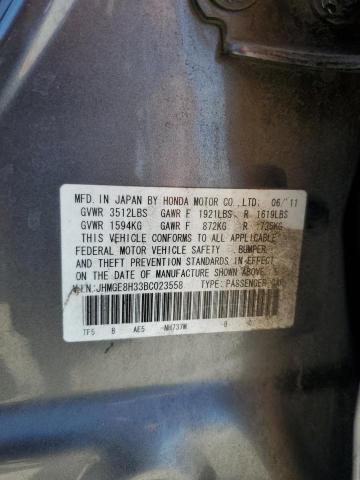 MFD. IN JAPAN BY HONDA MOTOR CO.,LTD. 06/11
GVWR 3512LBS GAWR F 1921LBS R 1619LBS
GVWR 1594KG GAWR F 872KG R 735KG
THIS VEHICLE CONFORMS TO ALL APPLICABLE
FEDERAL MOTOR VEHICLE SAFETY, BUMPER,
AND THEFT PREVENTION STANDARDS IN EFFECT
ON THE DATE OF MANUFACTURE SHOWN ABOVE.
V.I.N:JHMGE8H33BC023558 TYPE:PASSENGER CAR
TF5 B AE5 NH737M B